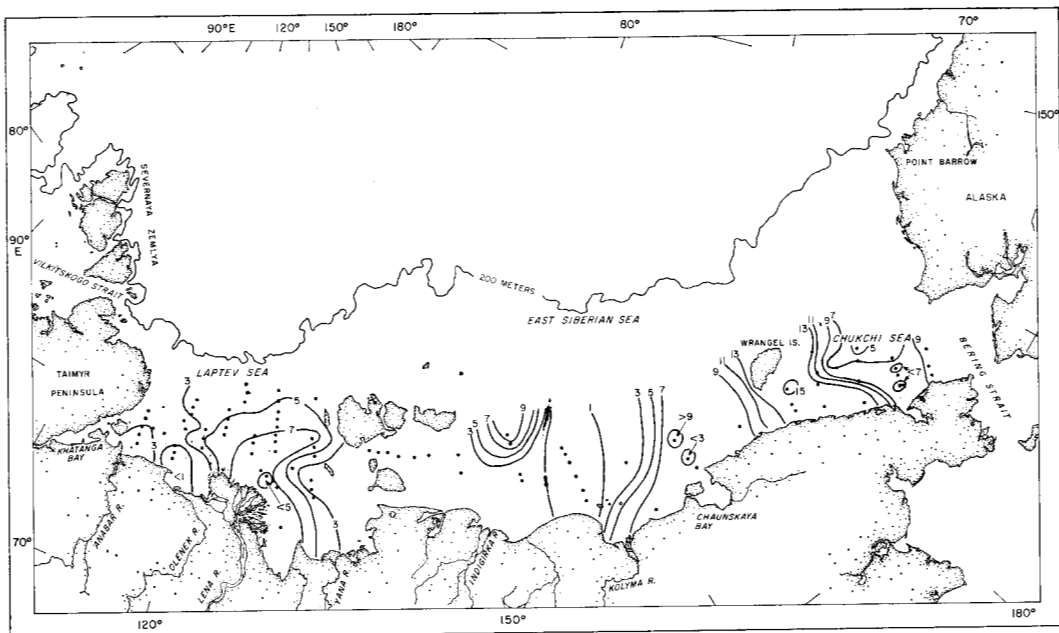 90°E 120° 150° 180° 80° 70°
80°
150°
POINT BARROW
ALASKA
SEVERNAYA ZEMLYA
90°
E
VILKITSKOGO STRAIT
200 METERS
EAST SIBERIAN SEA
11 9 7
13
CHUKCHI SEA
9
5
<7
WRANGEL IS.
BERING STRAIT
TAIMYR
PENINSULA
LAPTEV SEA
13
11
9
15
3
5
7
3
5
7
9
1
3 5 7
>9
<3
KHATANGA
BAY
3
<1
<5
3
CHAUNSKAYA
BAY
ANABAR R.
OLENEK R.
LENA R.
YANA R.
INDIGIRKA R.
KOLYMA R.
70°
120°
150°
180°